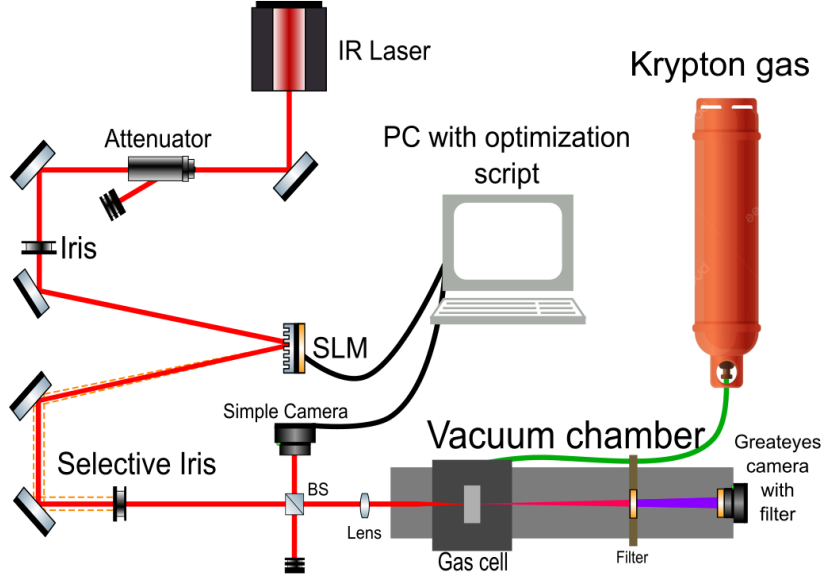 IR Laser
Krypton gas
Attenuator
PC with optimization
script
Iris
SLM
Simple Camera
Vacuum chamber
Greateyes
camera
with
filter
Selective Iris
BS
Lens
Gas cell
Filter